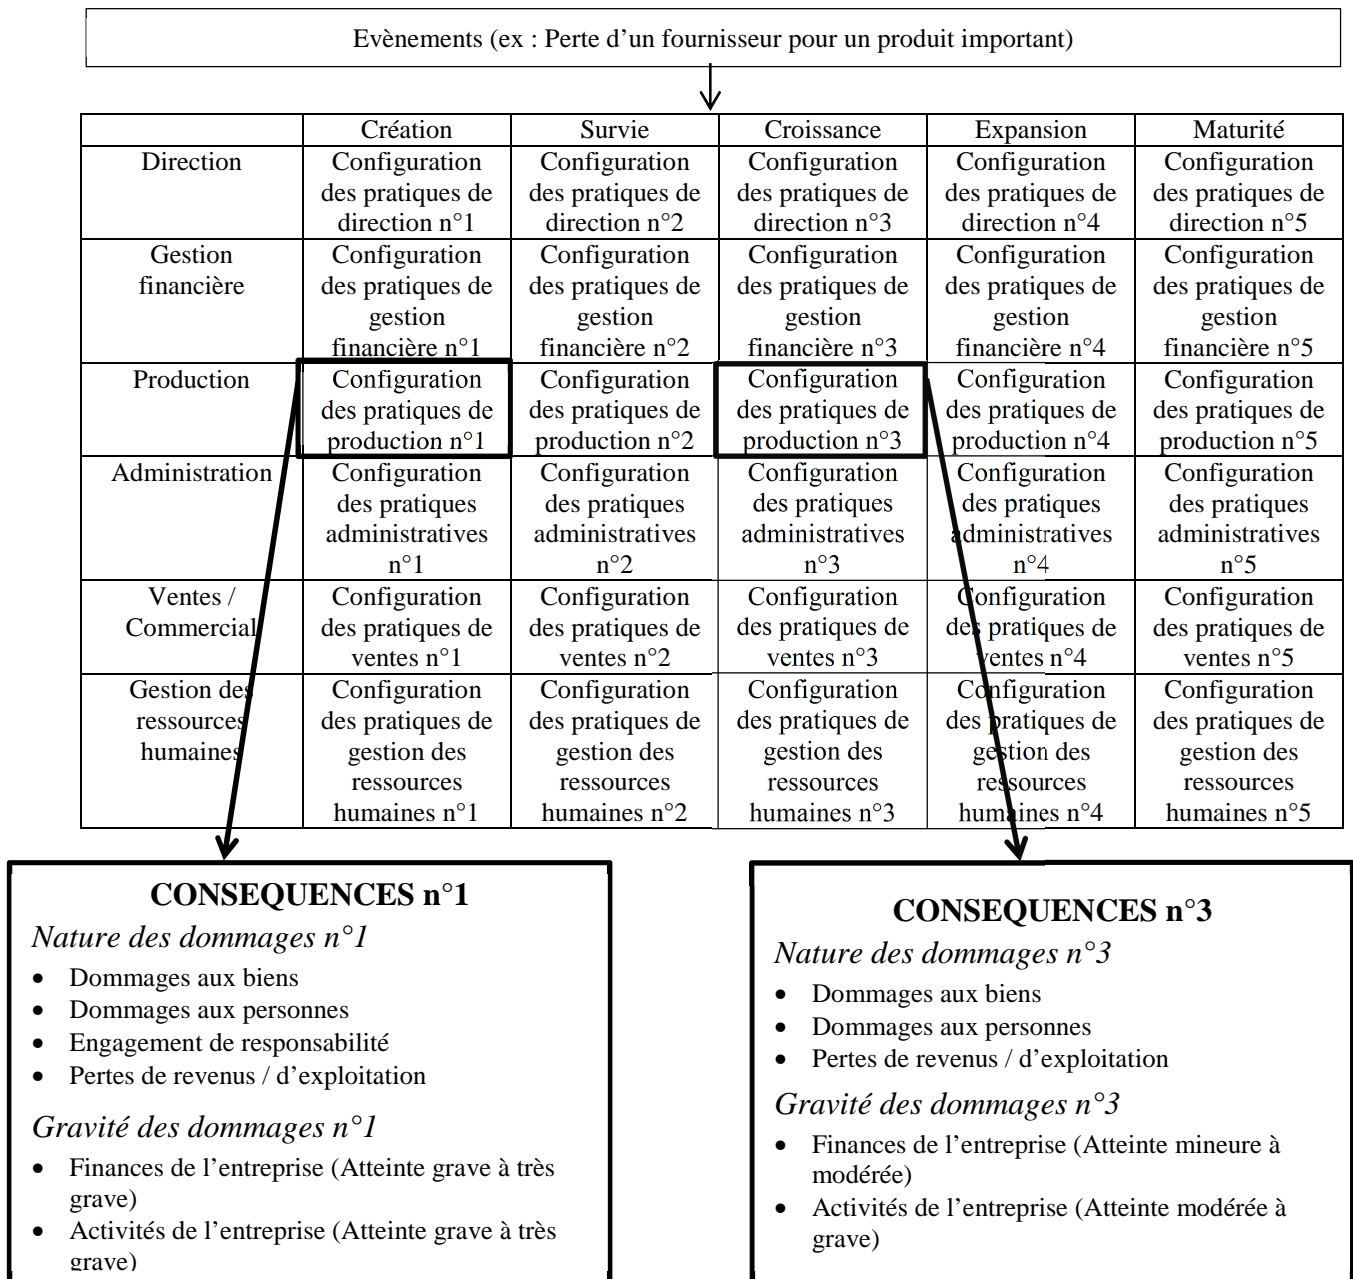 Evènements (ex : Perte d’un fournisseur pour un produit important)
Création Survie Croissance Expansion Maturité
Direction Configuration Configuration Configuration Configuration Configuration
des pratiques de des pratiques de des pratiques de des pratiques de des pratiques de
direction n°1 direction n°2 direction n°3 direction n°4 direction n°5
Gestion Configuration Configuration Configuration Configuration Configuration
financière des pratiques de des pratiques de des pratiques de des pratiques de des pratiques de
gestion gestion gestion gestion gestion
financière n°1 financière n°2 financière n°3 financière n°4 financière n°5
Production Configuration Configuration Configuration Configuration Configuration
des pratiques de des pratiques de des pratiques de des pratiques de des pratiques de
production n°1 production n°2 production n°3 production n°4 production n°5
Administration Configuration Configuration Configuration Configuration Configuration
des pratiques des pratiques des pratiques des pratiques des pratiques
administratives administratives administratives administratives administratives
n°1 n°2 n°3 n°4 n°5
Ventes / Configuration Configuration Configuration Configuration Configuration
Commercial des pratiques de des pratiques de des pratiques de des pratiques de des pratiques de
ventes n°1 ventes n°2 ventes n°3 ventes n°4 ventes n°5
Gestion des Configuration Configuration Configuration Configuration Configuration
ressources des pratiques de des pratiques de des pratiques de des pratiques de des pratiques de
humaines gestion des gestion des gestion des gestion des gestion des
ressources ressources ressources ressources ressources
humaines n°1 humaines n°2 humaines n°3 humaines n°4 humaines n°5
CONSEQUENCES n°1
Nature des dommages n°1
• Dommages aux biens
• Dommages aux personnes
• Engagement de responsabilité
• Pertes de revenus / d’exploitation
Gravité des dommages n°1
• Finances de l’entreprise (Atteinte grave à très
grave)
• Activités de l’entreprise (Atteinte grave à très
grave)
CONSEQUENCES n°3
Nature des dommages n°3
• Dommages aux biens
• Dommages aux personnes
• Pertes de revenus / d’exploitation
Gravité des dommages n°3
• Finances de l’entreprise (Atteinte mineure à
modérée)
• Activités de l’entreprise (Atteinte modérée à
grave)